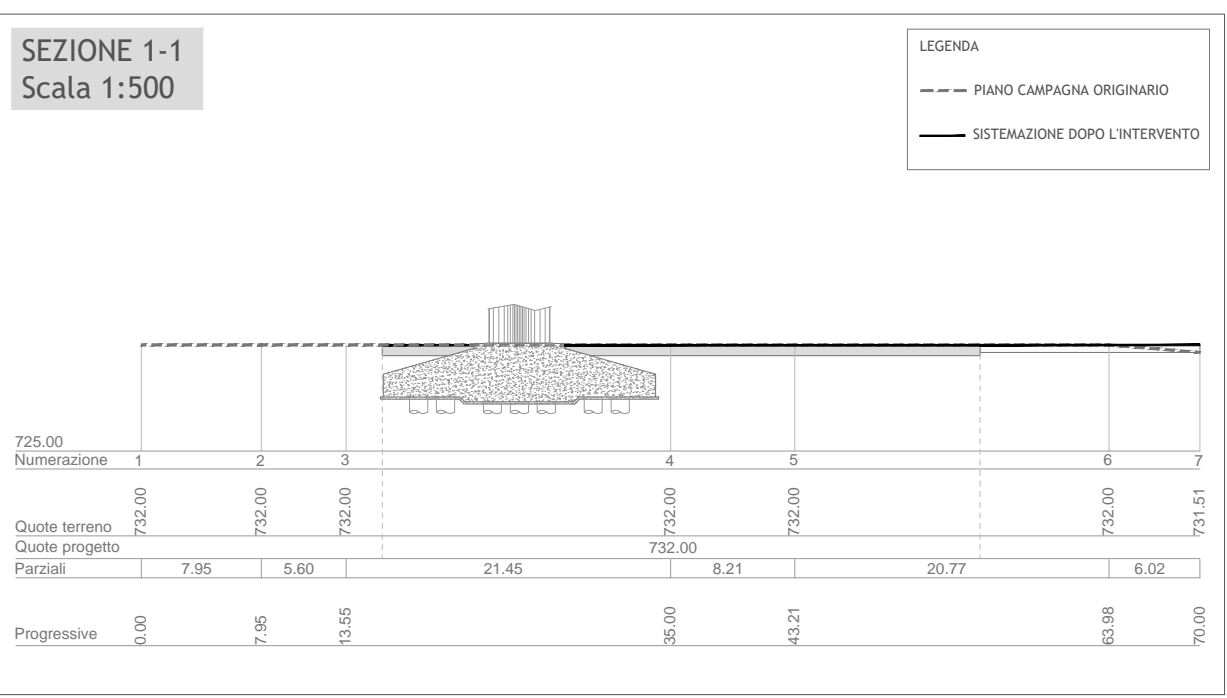 SEZIONE 1-1
Scala 1:500
LEGENDA
PIANO CAMPAGNA ORIGINARIO
SISTEMAZIONE DOPO L'INTERVENTO
725.00
Numerazione 1 2 3 4 5 6 7
Quote terreno 732.00 732.00 732.00 732.00 732.00 732.00 731.51
Quote progetto 732.00
Parziali 7.95 5.60 21.45 8.21 20.77 6.02
Progressive 0.00 7.95 13.55 35.00 43.21 63.98 70.00